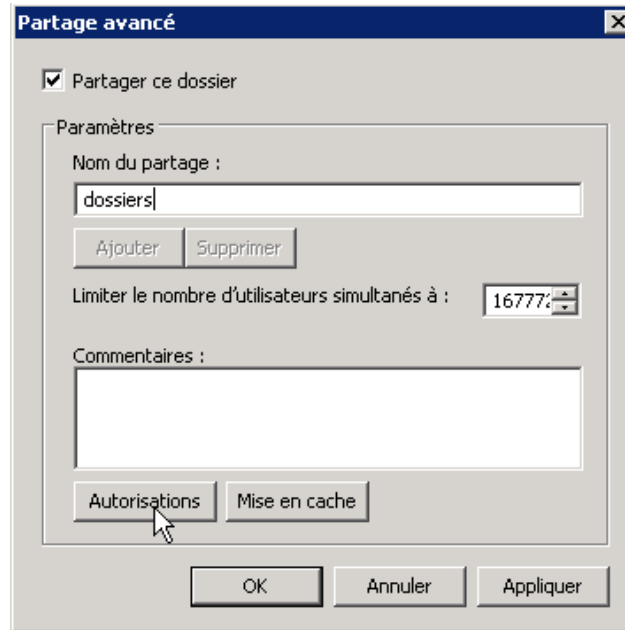 Partage avancé
Partager ce dossier
Paramètres
Nom du partage :
dossiers
Ajouter Supprimer
Limiter le nombre d'utilisateurs simultanés à :
Commentaires :
Autorisations Mise en cache
OK Annuler Appliquer